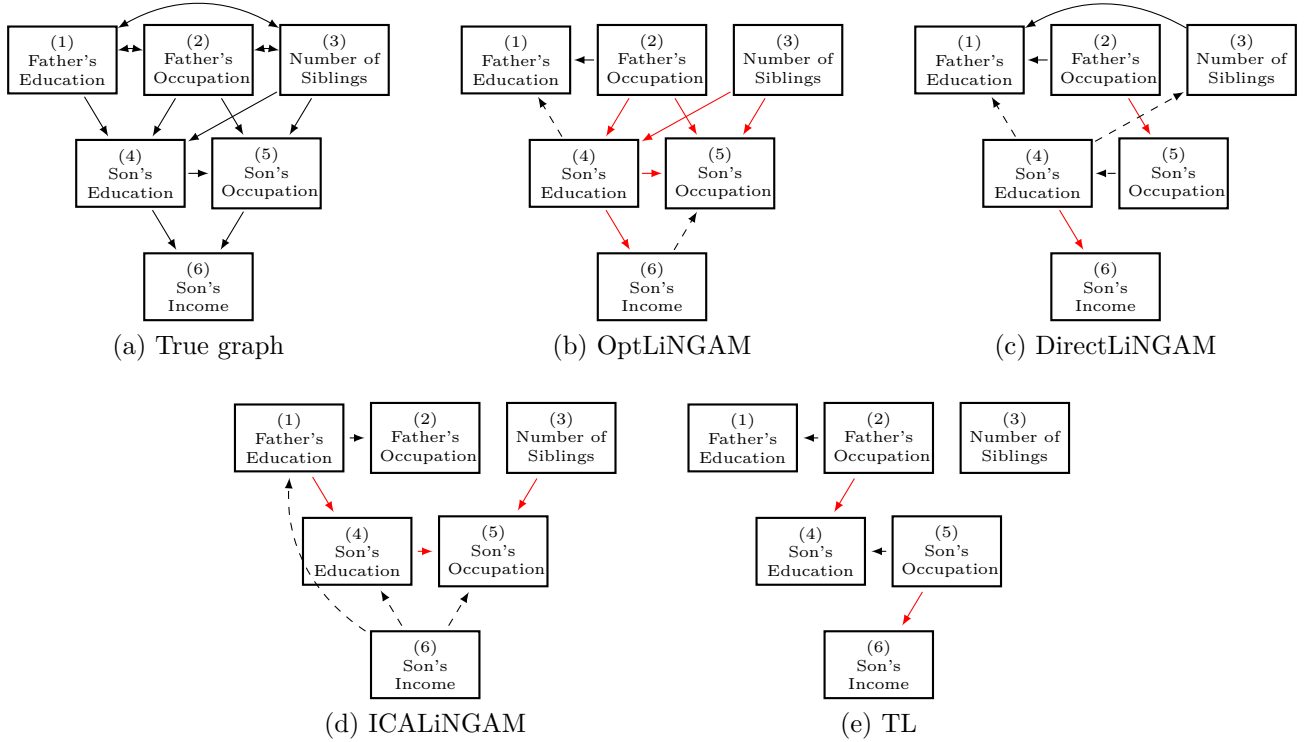 (1)
Father's
Education
(2)
Father's
Occupation
(3)
Number of
Siblings
(4)
Son's
Education
(5)
Son's
Occupation
(6)
Son's
Income
(a) True graph
(1)
Father's
Education
(2)
Father's
Occupation
(3)
Number of
Siblings
(4)
Son's
Education
(5)
Son's
Occupation
(6)
Son's
Income
(b) OptLiNGAM
(1)
Father's
Education
(2)
Father's
Occupation
(3)
Number of
Siblings
(4)
Son's
Education
(5)
Son's
Occupation
(6)
Son's
Income
(c) DirectLiNGAM
(1)
Father's
Education
(2)
Father's
Occupation
(3)
Number of
Siblings
(4)
Son's
Education
(5)
Son's
Occupation
(6)
Son's
Income
(d) ICALiNGAM
(1)
Father's
Education
(2)
Father's
Occupation
(3)
Number of
Siblings
(4)
Son's
Education
(5)
Son's
Occupation
(6)
Son's
Income
(e) TL